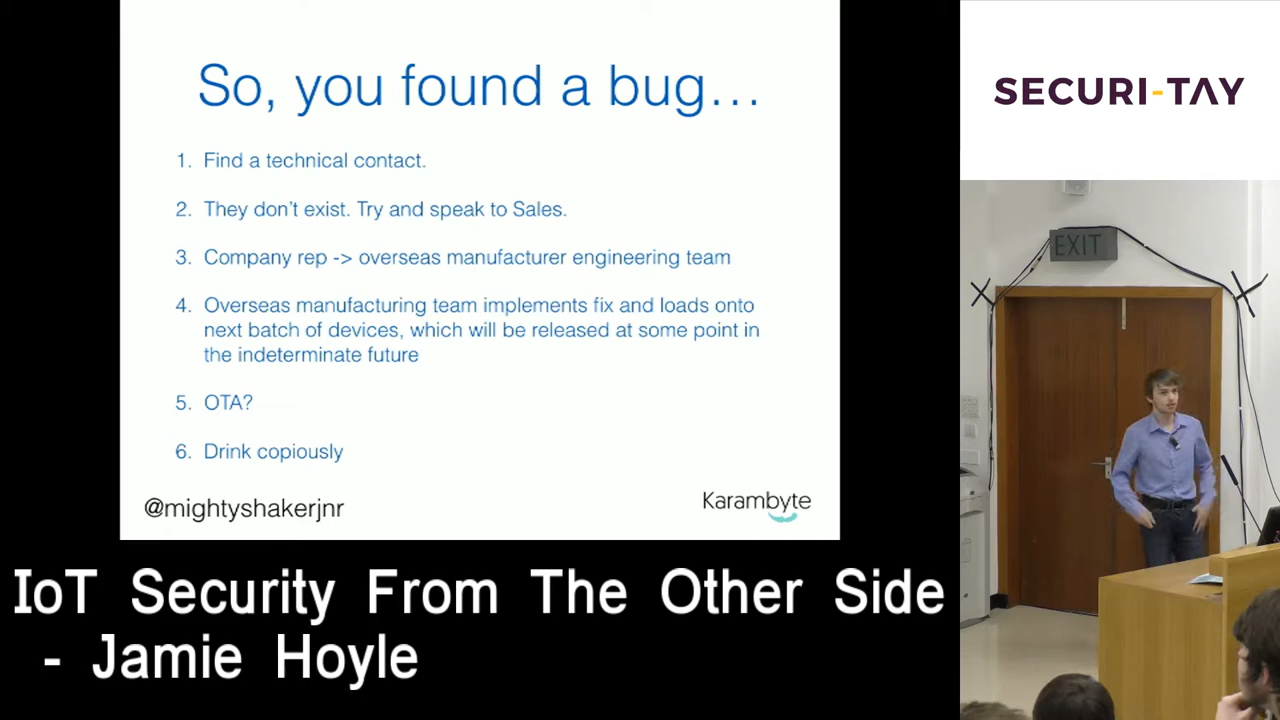 So, you found a bug…
1. Find a technical contact.
2. They don't exist. Try and speak to Sales.
3. Company rep -> overseas manufacturer engineering team
4. Overseas manufacturing team implements fix and loads onto
next batch of devices, which will be released at some point in
the indeterminate future
5. OTA?
6. Drink copiously
@mightyshakerjnr
Karambyte
IoT Security From The Other Side
- Jamie Hoyle
SECURI-TAY
EXIT